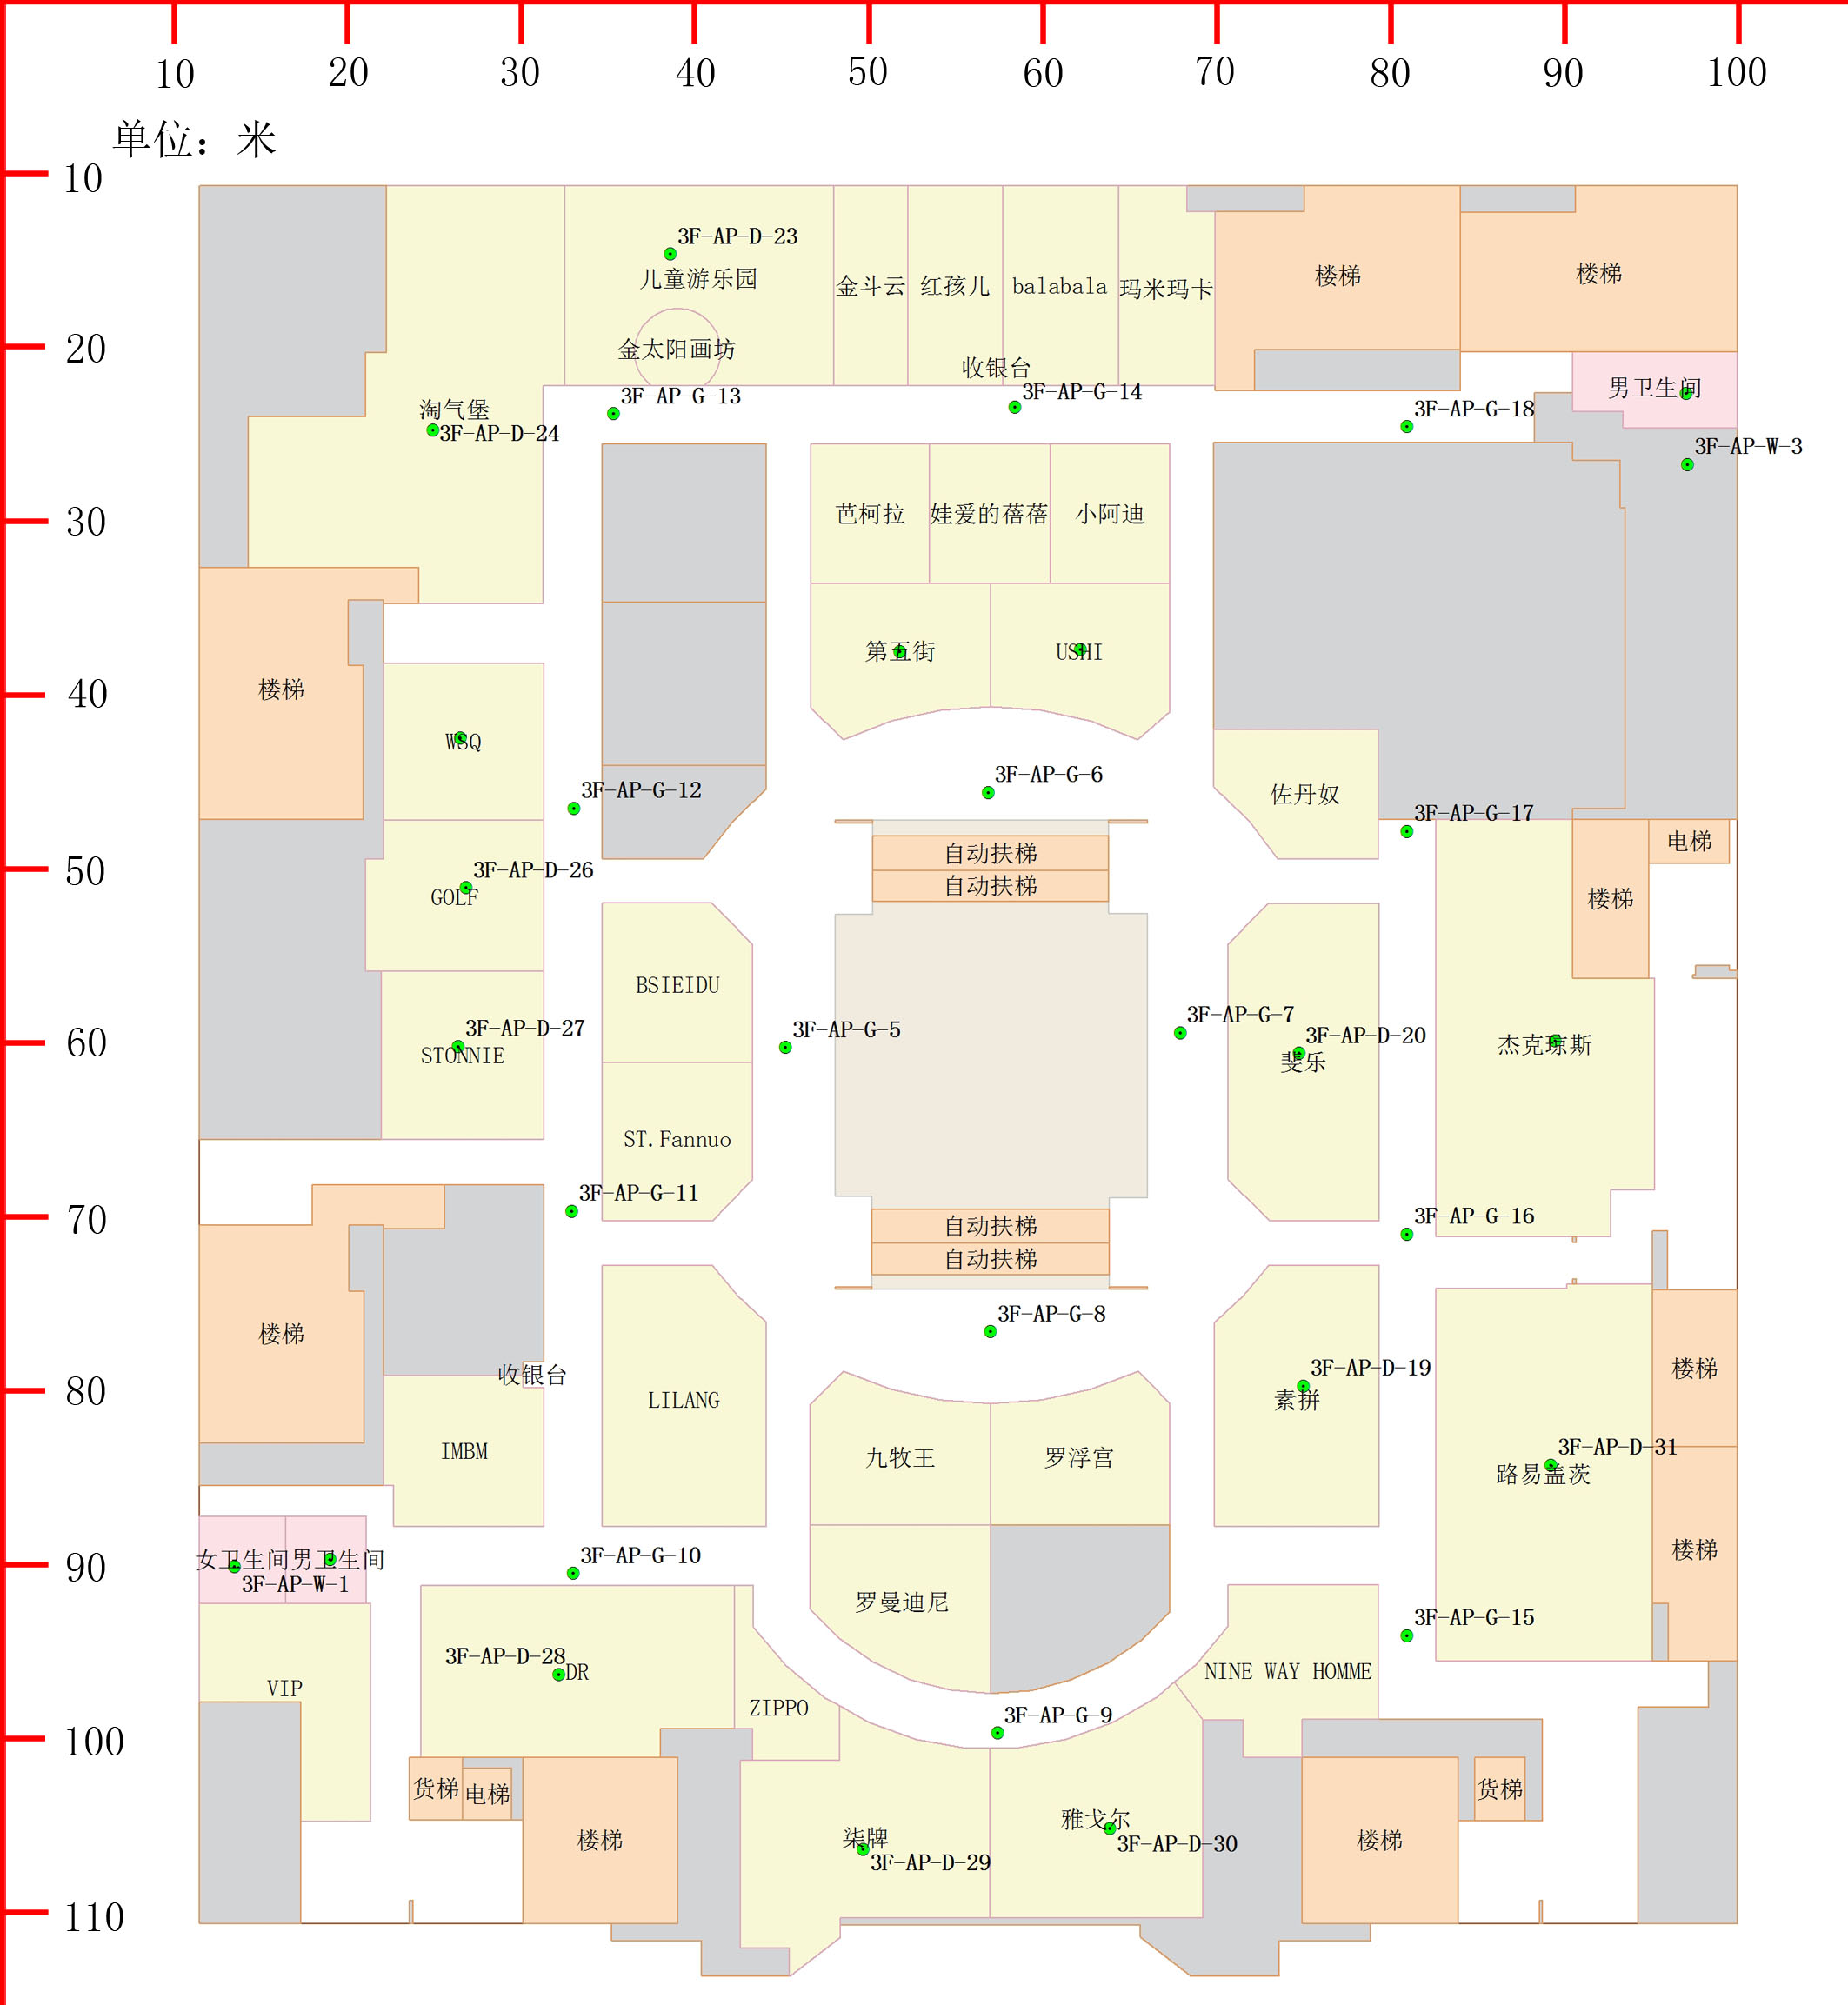 10 20 30 40 50 60 70 80 90 100
单位：米
10
3F-AP-D-23
儿童游乐园
金斗云
红孩儿
balabala
玛米玛卡
楼梯
楼梯
20
金太阳画坊
收银台
3F-AP-G-13
3F-AP-G-14
男卫生间
3F-AP-G-18
淘气堡
3F-AP-D-24
3F-AP-W-3
30
芭柯拉
娃爱的蓓蓓
小阿迪
第五街
USHI
40
楼梯
WSQ
3F-AP-G-6
3F-AP-G-12
佐丹奴
3F-AP-G-17
电梯
50
自动扶梯
自动扶梯
3F-AP-D-26
GOLF
楼梯
BSIEIDU
60
3F-AP-D-27
STONNIE
3F-AP-G-5
3F-AP-G-7
3F-AP-D-20
斐乐
杰克琼斯
ST.Fannuo
70
3F-AP-G-11
3F-AP-G-16
自动扶梯
自动扶梯
楼梯
3F-AP-G-8
收银台
3F-AP-D-19
素拼
楼梯
80
LILANG
IMBM
九牧王
罗浮宫
3F-AP-D-31
路易盖茨
90
女卫生间
男卫生间
3F-AP-W-1
3F-AP-G-10
楼梯
罗曼迪尼
3F-AP-G-15
3F-AP-D-28
DR
NINE WAY HOMME
VIP
ZIPPO
3F-AP-G-9
100
货梯
电梯
货梯
楼梯
柒牌
3F-AP-D-29
雅戈尔
3F-AP-D-30
楼梯
110